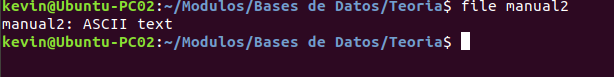 kevin@Ubuntu-PC02:~/Modulos/Bases de Datos/Teoria$ file manual2
manual2: ASCII text
kevin@Ubuntu-PC02:~/Modulos/Bases de Datos/Teoria$